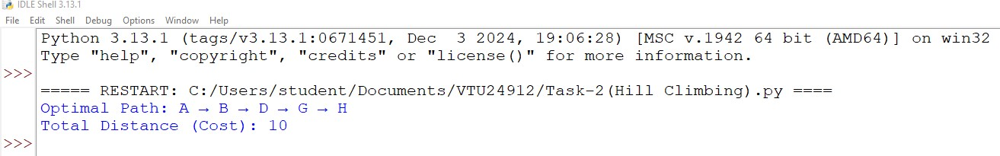 IDLE Shell 3.13.1
File Edit Shell Debug Options Window Help
Python 3.13.1 (tags/v3.13.1:0671451, Dec  3 2024, 19:06:28) [MSC v.1942 64 bit (AMD64)] on win32
Type "help", "copyright", "credits" or "license()" for more information.
>>>
===== RESTART: C:/Users/student/Documents/VTU24912/Task-2(Hill Climbing).py ====
Optimal Path: A → B → D → G → H
Total Distance (Cost): 10
>>>